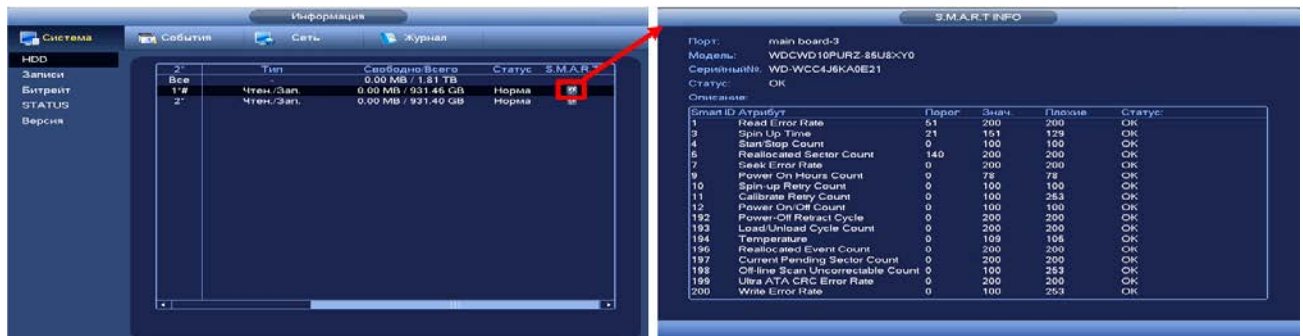 Информация
Система События Сеть Журнал
HDD
Записи
Битрейт
STATUS
Версия
2* Тип Свободно/Всего Статус S.M.A.R.T
Все - 0.00 MB / 1.81 TB
1*# Чтен./Зап. 0.00 MB / 931.46 GB Норма
2* Чтен./Зап. 0.00 MB / 931.40 GB Норма
S.M.A.R.T INFO
Порт: main board-3
Модель: WDCWD10PURZ-85U8XY0
Серийный№: WD-WCC4J6KA0E21
Статус: OK
Описание:
Smart ID Атрибут Порог Знач. Плохие Статус:
1 Read Error Rate 51 200 200 OK
3 Spin Up Time 21 151 129 OK
4 Start/Stop Count 0 100 100 OK
5 Reallocated Sector Count 140 200 200 OK
7 Seek Error Rate 0 200 200 OK
9 Power On Hours Count 0 78 78 OK
10 Spin-up Retry Count 0 100 100 OK
11 Calibrate Retry Count 0 100 253 OK
12 Power On/Off Count 0 100 100 OK
192 Power-Off Retract Cycle 0 200 200 OK
193 Load/Unload Cycle Count 0 200 200 OK
194 Temperature 0 109 105 OK
196 Reallocated Event Count 0 200 200 OK
197 Current Pending Sector Count 0 200 200 OK
198 Off-line Scan Uncorrectable Count 0 100 253 OK
199 Ultra ATA CRC Error Rate 0 200 200 OK
200 Write Error Rate 0 100 253 OK